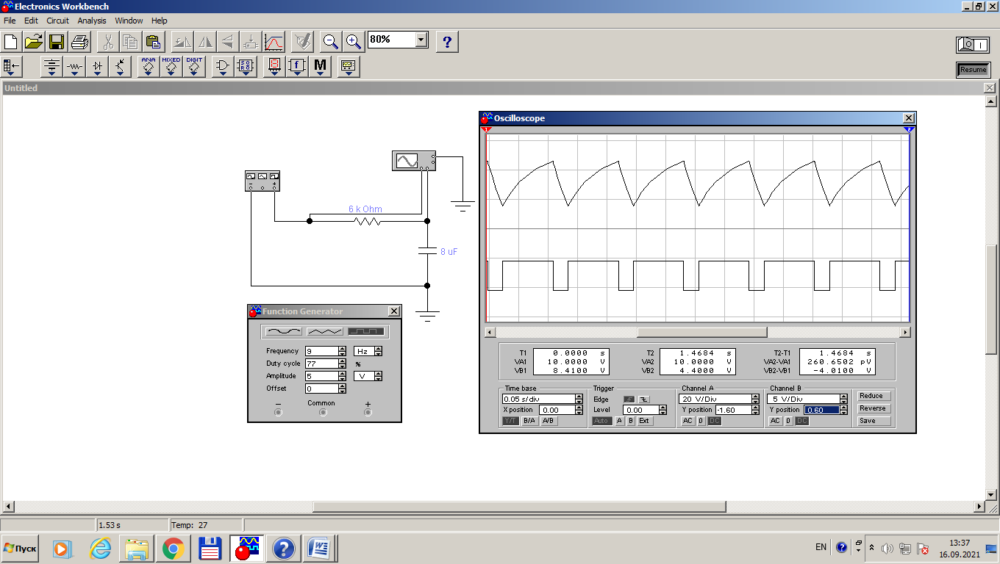 Electronics Workbench
File Edit Circuit Analysis Window Help
80%
?
I
ANA MIXED DIGIT
f M
Resume
Untitled
Oscilloscope
1 2
6 k Ohm
8 uF
Function Generator
Frequency 9 Hz
Duty cycle 77 %
Amplitude 5 V
Offset 0
− Common +
T1 0.0000 s T2 1.4684 s T2-T1 1.4684 s
VA1 10.0000 V VA2 10.0000 V VA2-VA1 260.6502 pV
VB1 8.4100 V VB2 4.4000 V VB2-VB1 -4.0100 V
Time base Trigger Channel A Channel B
0.05 s/div Edge 20 V/Div 5 V/Div Reduce
X position 0.00 Level 0.00 Y position -1.60 Y position 0.60 Reverse
Y/T B/A A/B Auto A B Ext AC 0 DC AC 0 DC Save
1.53 s Temp: 27
Пуск EN 13:37
16.09.2021